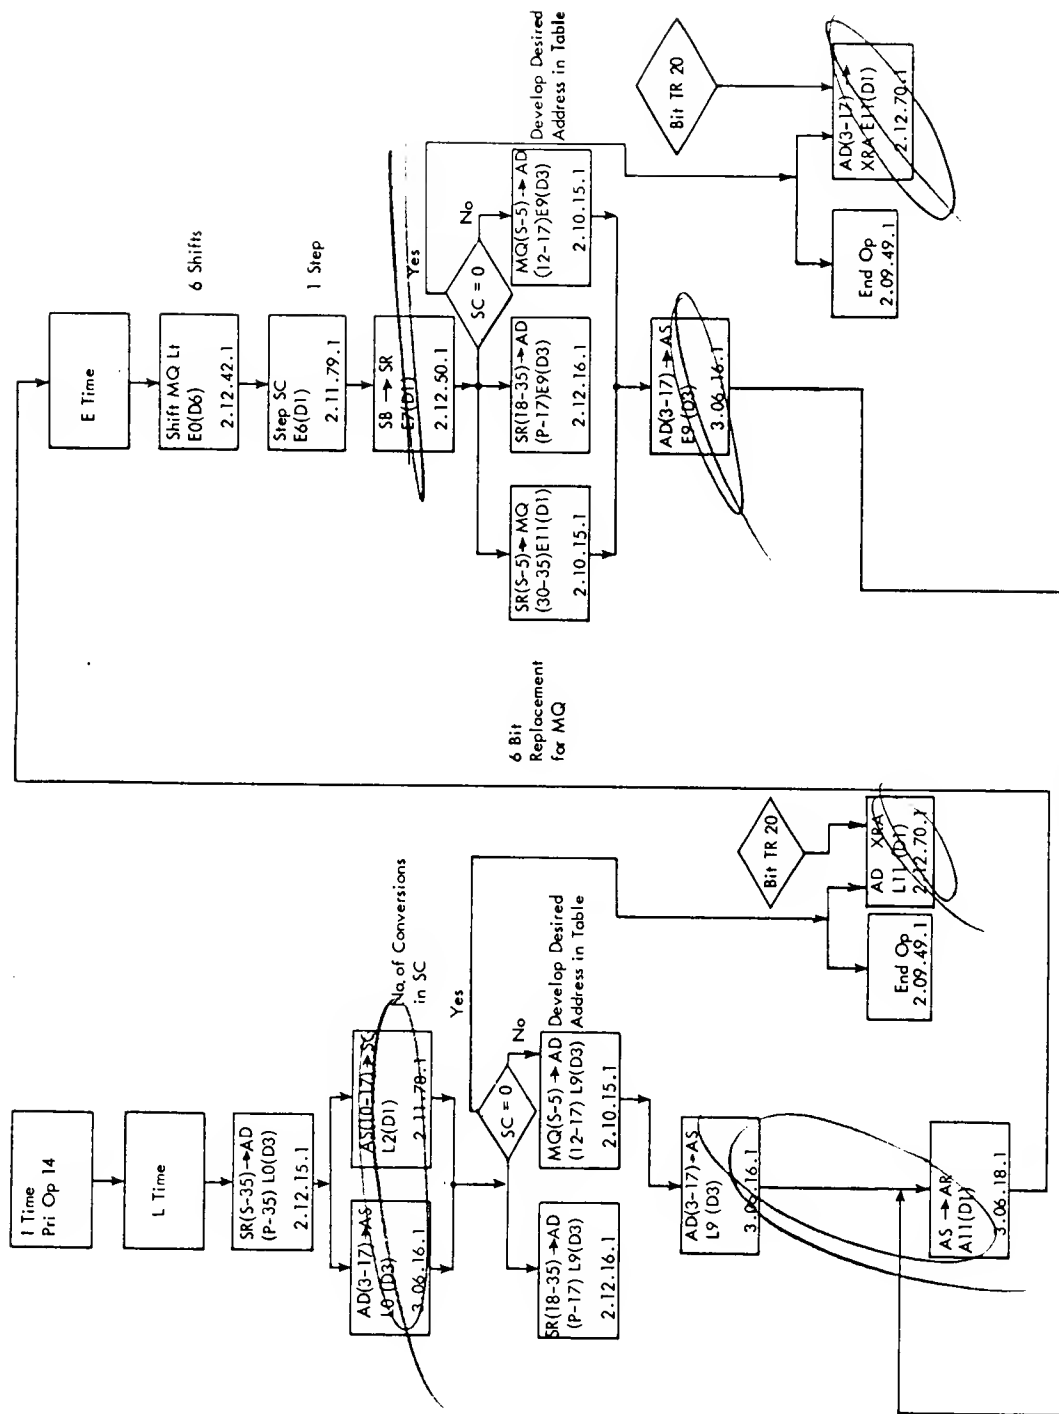 I Time
Pri Op 14
L Time
SR(S-35)→AD
(P-35) L0(D3)
2.12.15.1
AD(3-17)→AS
L0 (D3)
3.06.16.1
AS(10-17)→SC
L2(D1)
2.11.78.1
No. of Conversions
in SC
SC = 0
Yes
No
SR(18-35)→AD
(P-17) L9(D3)
2.12.16.1
MQ(S-5)→AD
(12-17) L9(D3)
2.10.15.1
Develop Desired
Address in Table
AD(3-17)→AS
L9 (D3)
3.06.16.1
AS → AR
A11(D1)
3.06.18.1
Bit TR 20
End Op
2.09.49.1
AD XRA
L11 (D1)
2.12.70.1
E Time
Shift MQ Lt
E0(D6)
2.12.42.1
6 Shifts
Step SC
E6(D1)
2.11.79.1
1 Step
SB → SR
E7(D1)
2.12.50.1
SC = 0
Yes
No
6 Bit
Replacement
for MQ
SR(S-5)→MQ
(30-35)E11(D1)
2.10.15.1
SR(18-35)→AD
(P-17)E9(D3)
2.12.16.1
MQ(S-5)→AD
(12-17)E9(D3)
2.10.15.1
Develop Desired
Address in Table
AD(3-17)→AS
E9 (D3)
3.06.16.1
Bit TR 20
End Op
2.09.49.1
AD(3-17)→
XRA E11(D1)
2.12.70.1